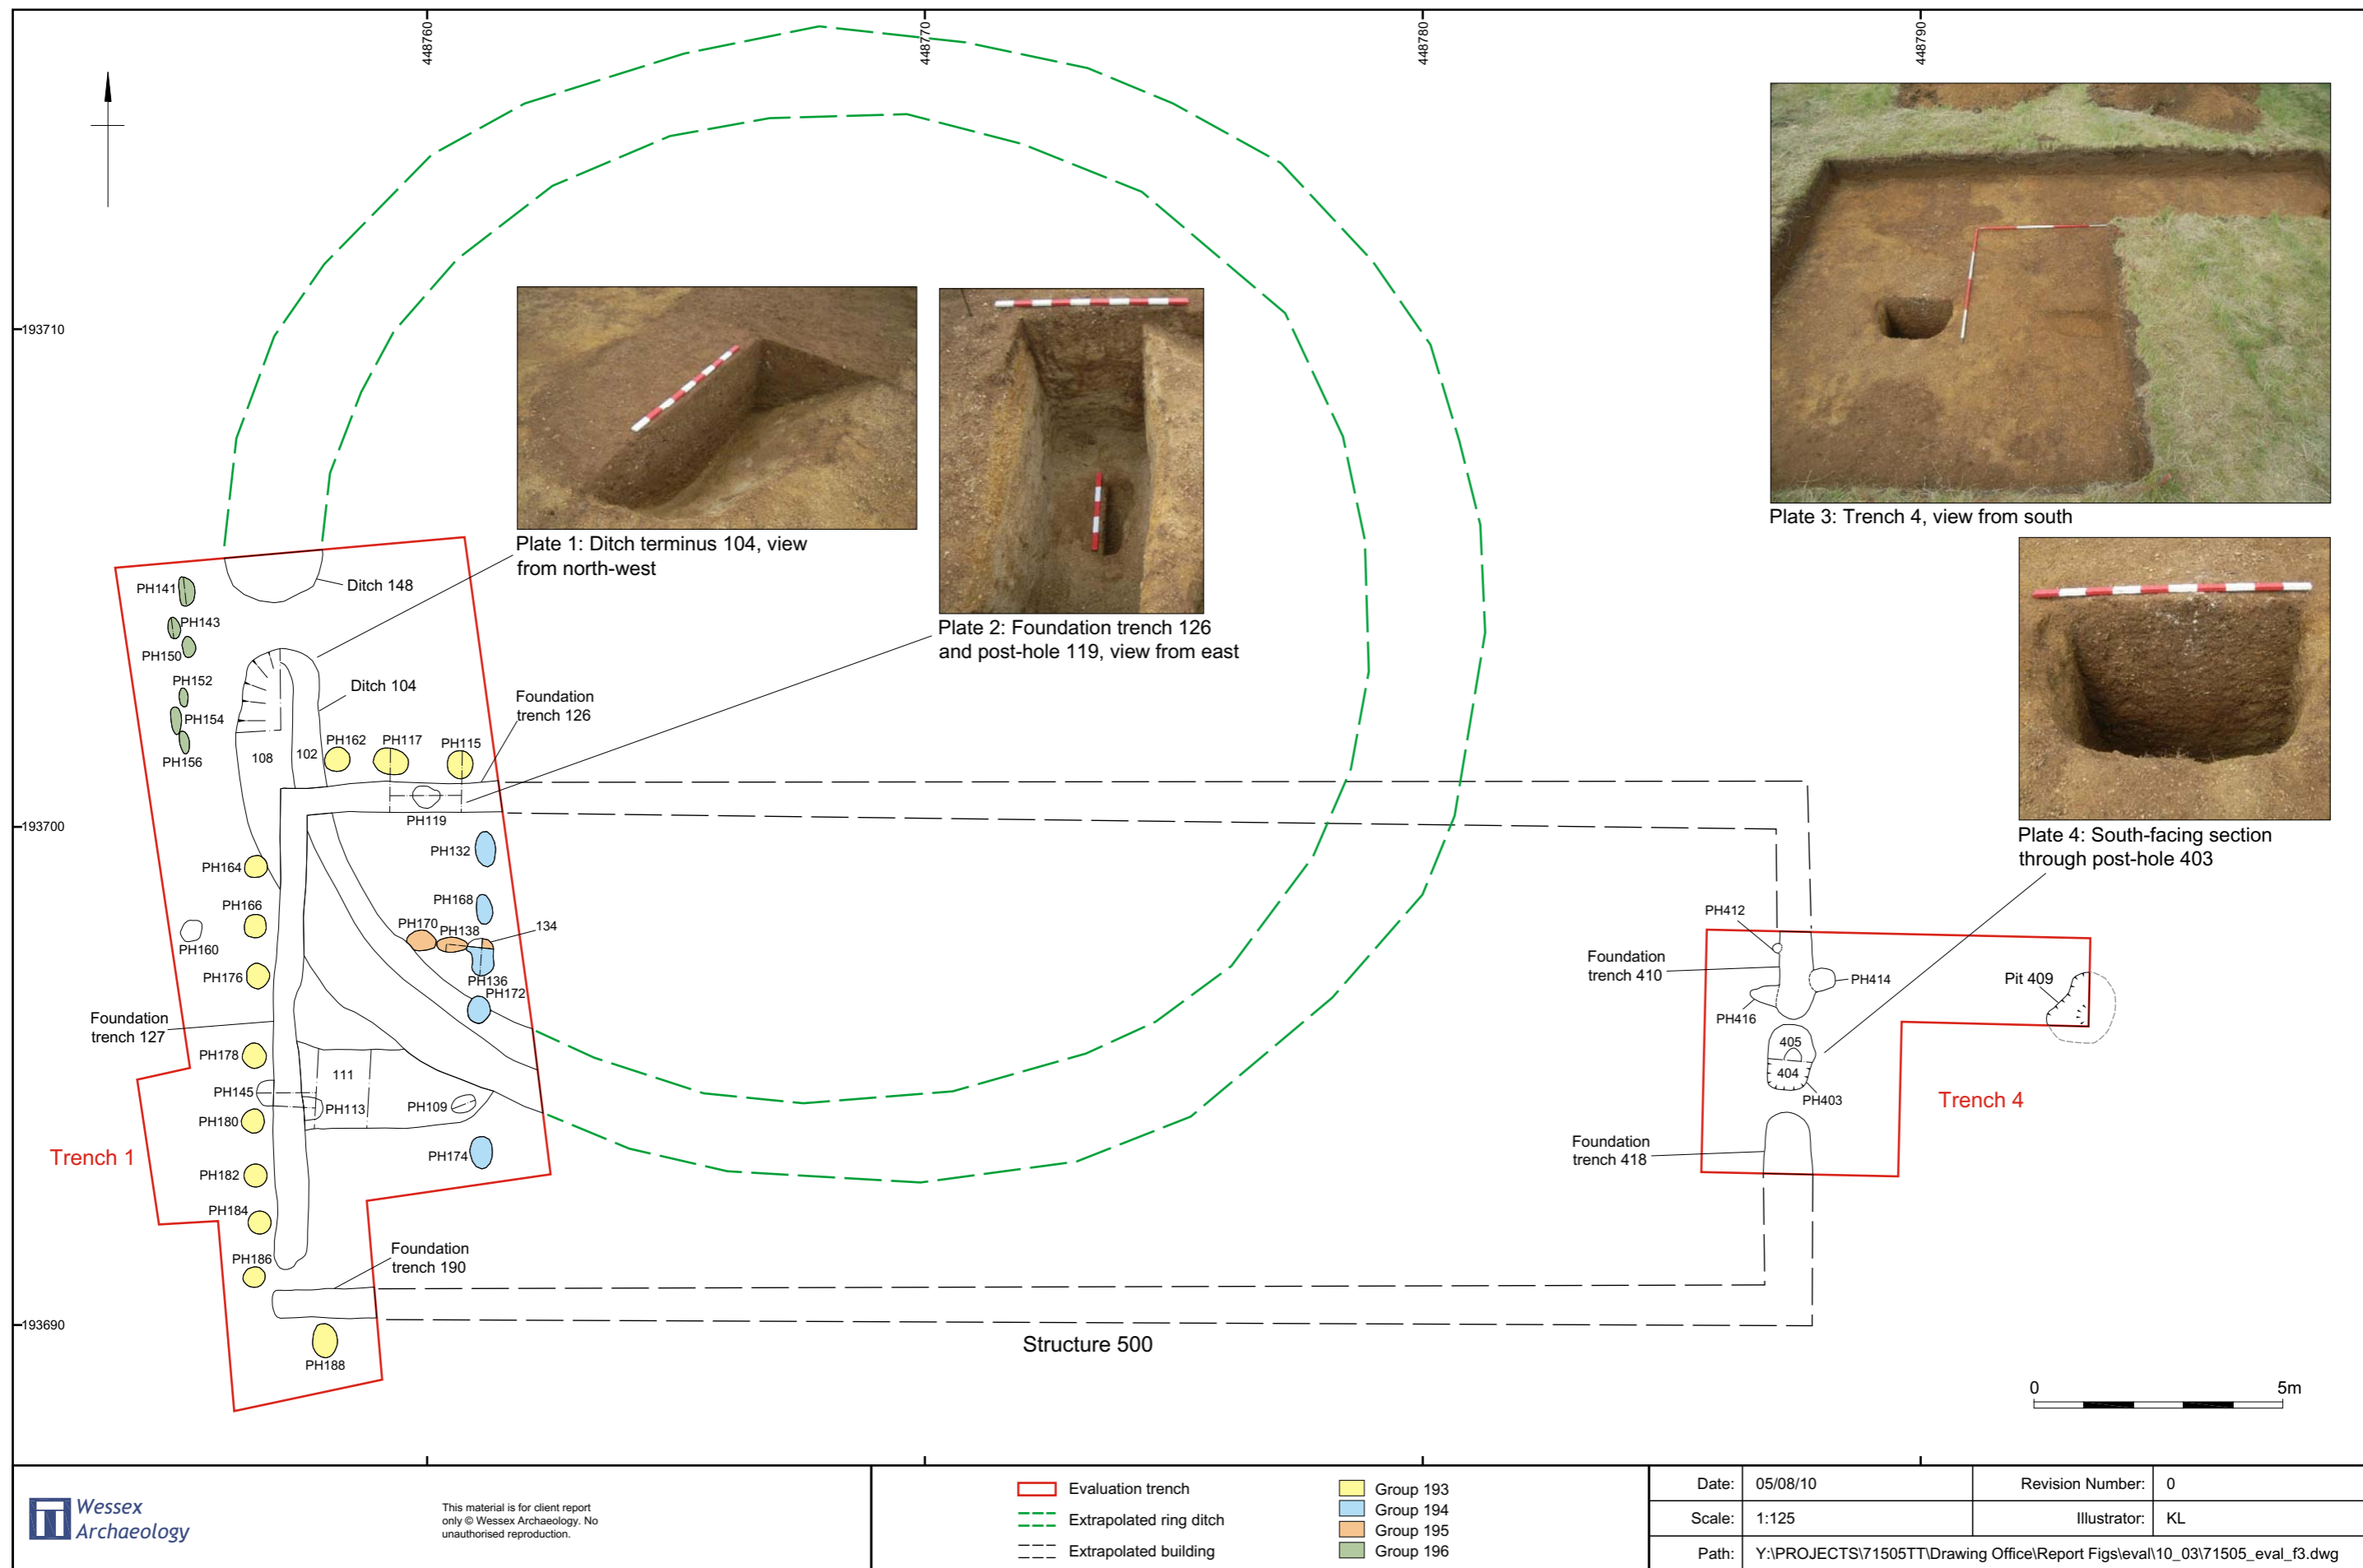 448760
448770
448780
448790
193710
193700
193690
Plate 1: Ditch terminus 104, view
from north-west
Plate 2: Foundation trench 126
and post-hole 119, view from east
Plate 3: Trench 4, view from south
Plate 4: South-facing section
through post-hole 403
PH141
Ditch 148
PH143
PH150
PH152
Ditch 104
PH154
PH156
108
102
PH162
PH117
PH115
Foundation
trench 126
PH119
PH132
PH164
PH168
PH166
PH170
PH138
134
PH160
PH176
PH136
PH172
Foundation
trench 127
PH178
111
PH145
PH113
PH109
PH180
Trench 1
PH174
PH182
PH184
PH186
Foundation
trench 190
PH188
Structure 500
PH412
Foundation
trench 410
PH414
PH416
Pit 409
405
404
PH403
Trench 4
Foundation
trench 418
0
5m
Wessex
Archaeology
This material is for client report
only © Wessex Archaeology. No
unauthorised reproduction.
Evaluation trench
Extrapolated ring ditch
Extrapolated building
Group 193
Group 194
Group 195
Group 196
Date: 05/08/10 Revision Number: 0
Scale: 1:125 Illustrator: KL
Path: Y:\PROJECTS\71505TT\Drawing Office\Report Figs\eval\10_03\71505_eval_f3.dwg